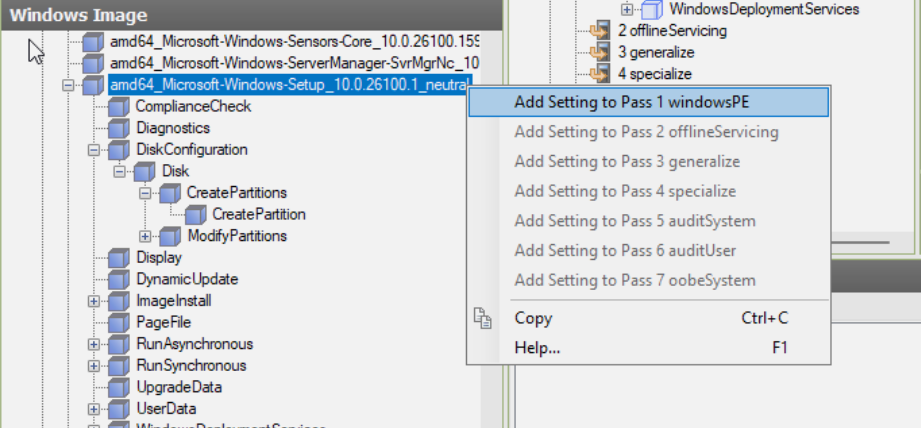 Windows Image
amd64_Microsoft-Windows-Sensors-Core_10.0.26100.155
amd64_Microsoft-Windows-ServerManager-SvrMgrNc_10
amd64_Microsoft-Windows-Setup_10.0.26100.1_neutral
ComplianceCheck
Diagnostics
DiskConfiguration
Disk
CreatePartitions
CreatePartition
ModifyPartitions
Display
DynamicUpdate
ImageInstall
PageFile
RunAsynchronous
RunSynchronous
UpgradeData
UserData
WindowsDeploymentServices
WindowsDeploymentServices
2 offlineServicing
3 generalize
4 specialize
Add Setting to Pass 1 windowsPE
Add Setting to Pass 2 offlineServicing
Add Setting to Pass 3 generalize
Add Setting to Pass 4 specialize
Add Setting to Pass 5 auditSystem
Add Setting to Pass 6 auditUser
Add Setting to Pass 7 oobeSystem
Copy Ctrl+C
Help... F1